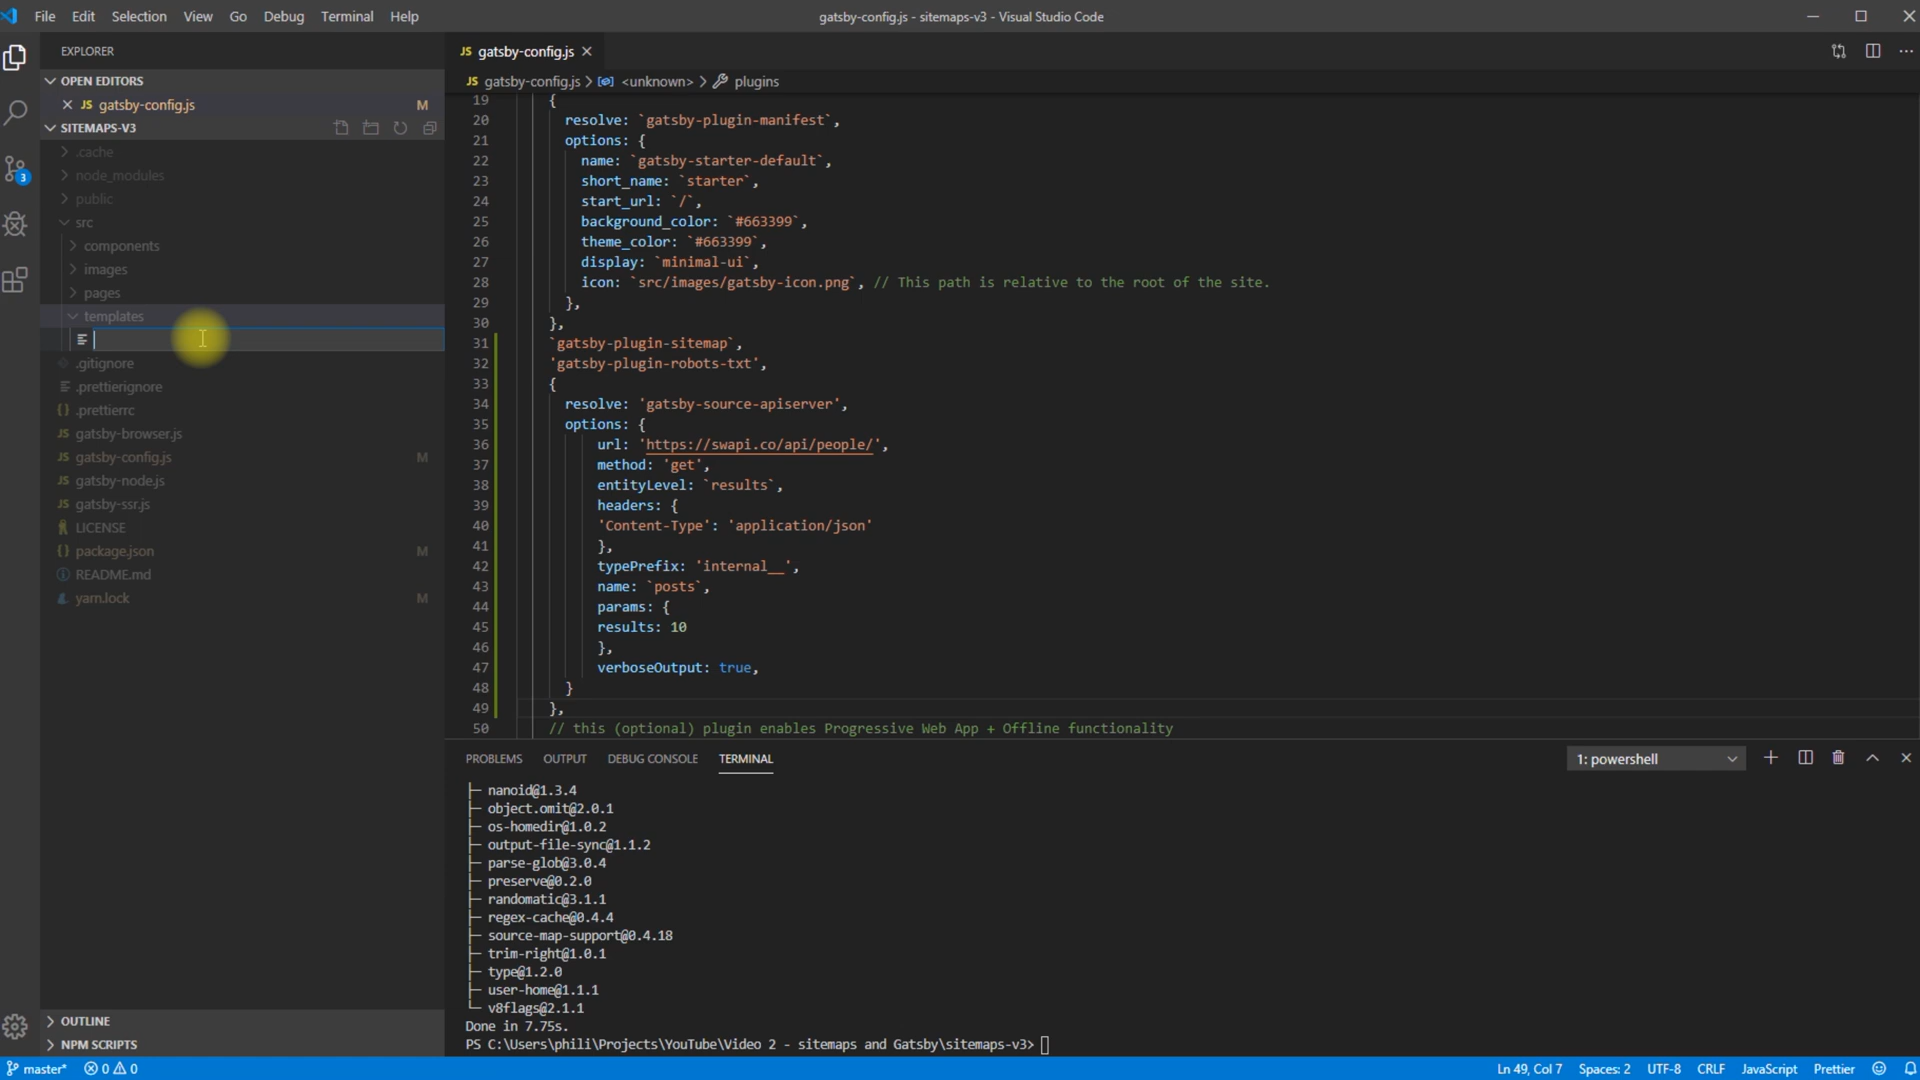 File Edit Selection View Go Debug Terminal Help
gatsby-config.js - sitemaps-v3 - Visual Studio Code
EXPLORER
OPEN EDITORS
JS gatsby-config.js M
SITEMAPS-V3
.cache
node_modules
public
src
components
images
pages
templates
.gitignore
.prettierignore
{} .prettierrc
JS gatsby-browser.js
JS gatsby-config.js M
JS gatsby-node.js
JS gatsby-ssr.js
LICENSE
{} package.json M
README.md
yarn.lock M
OUTLINE
NPM SCRIPTS
3
JS gatsby-config.js
JS gatsby-config.js > <unknown> > plugins
19 {
20 resolve: `gatsby-plugin-manifest`,
21 options: {
22 name: `gatsby-starter-default`,
23 short_name: `starter`,
24 start_url: `/`,
25 background_color: `#663399`,
26 theme_color: `#663399`,
27 display: `minimal-ui`,
28 icon: `src/images/gatsby-icon.png`, // This path is relative to the root of the site.
29 },
30 },
31 `gatsby-plugin-sitemap`,
32 'gatsby-plugin-robots-txt',
33 {
34 resolve: 'gatsby-source-apiserver',
35 options: {
36 url: 'https://swapi.co/api/people/',
37 method: 'get',
38 entityLevel: `results`,
39 headers: {
40 'Content-Type': 'application/json'
41 },
42 typePrefix: 'internal__',
43 name: `posts`,
44 params: {
45 results: 10
46 },
47 verboseOutput: true,
48 }
49 },
50 // this (optional) plugin enables Progressive Web App + Offline functionality
PROBLEMS OUTPUT DEBUG CONSOLE TERMINAL
1: powershell
├─ nanoid@1.3.4
├─ object.omit@2.0.1
├─ os-homedir@1.0.2
├─ output-file-sync@1.1.2
├─ parse-glob@3.0.4
├─ preserve@0.2.0
├─ randomatic@3.1.1
├─ regex-cache@0.4.4
├─ source-map-support@0.4.18
├─ trim-right@1.0.1
├─ type@1.2.0
├─ user-home@1.1.1
└─ v8flags@2.1.1
Done in 7.75s.
PS C:\Users\phili\Projects\YouTube\Video 2 - sitemaps and Gatsby\sitemaps-v3>
master* 0 0
Ln 49, Col 7 Spaces: 2 UTF-8 CRLF JavaScript Prettier